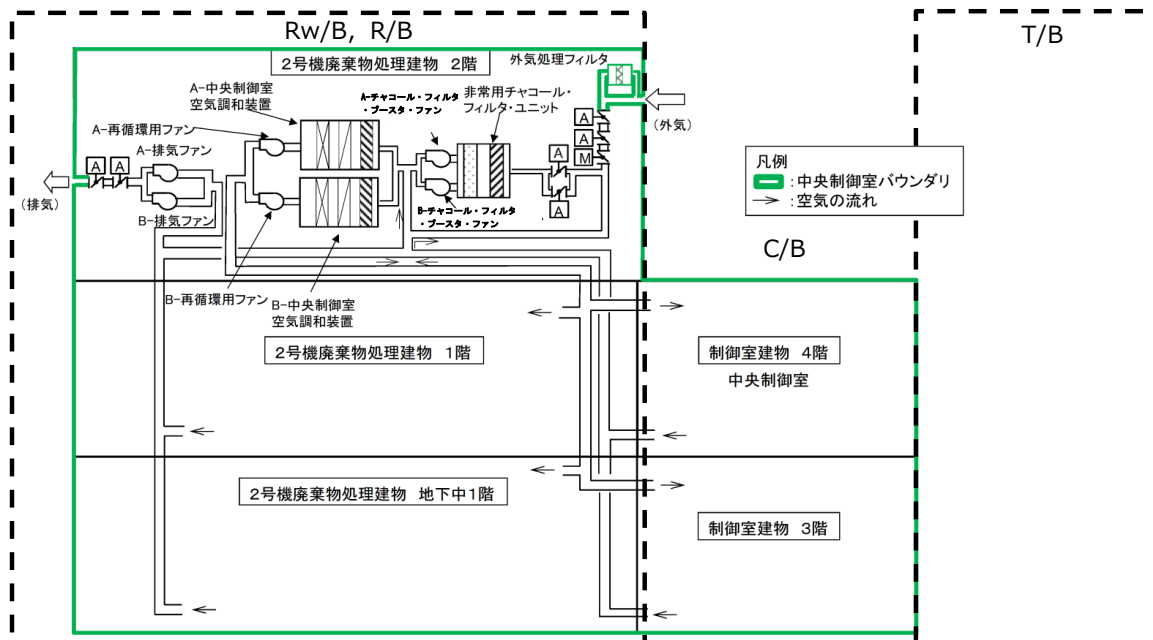 Rw/B, R/B
T/B
2号機廃棄物処理建物 2階
外気処理フィルタ
A-中央制御室
空気調和装置
A-チャコール・フィルタ
・ブースタ・ファン
非常用チャコール・
フィルタ・ユニット
A-再循環用ファン
A-排気ファン
A
A
A
A
M
A
A
(外気)
(排気)
B-排気ファン
B-チャコール・フィルタ
・ブースタ・ファン
凡例
:中央制御室バウンダリ
:空気の流れ
C/B
B-再循環用ファン
B-中央制御室
空気調和装置
2号機廃棄物処理建物 1階
制御室建物 4階
中央制御室
2号機廃棄物処理建物 地下中1階
制御室建物 3階